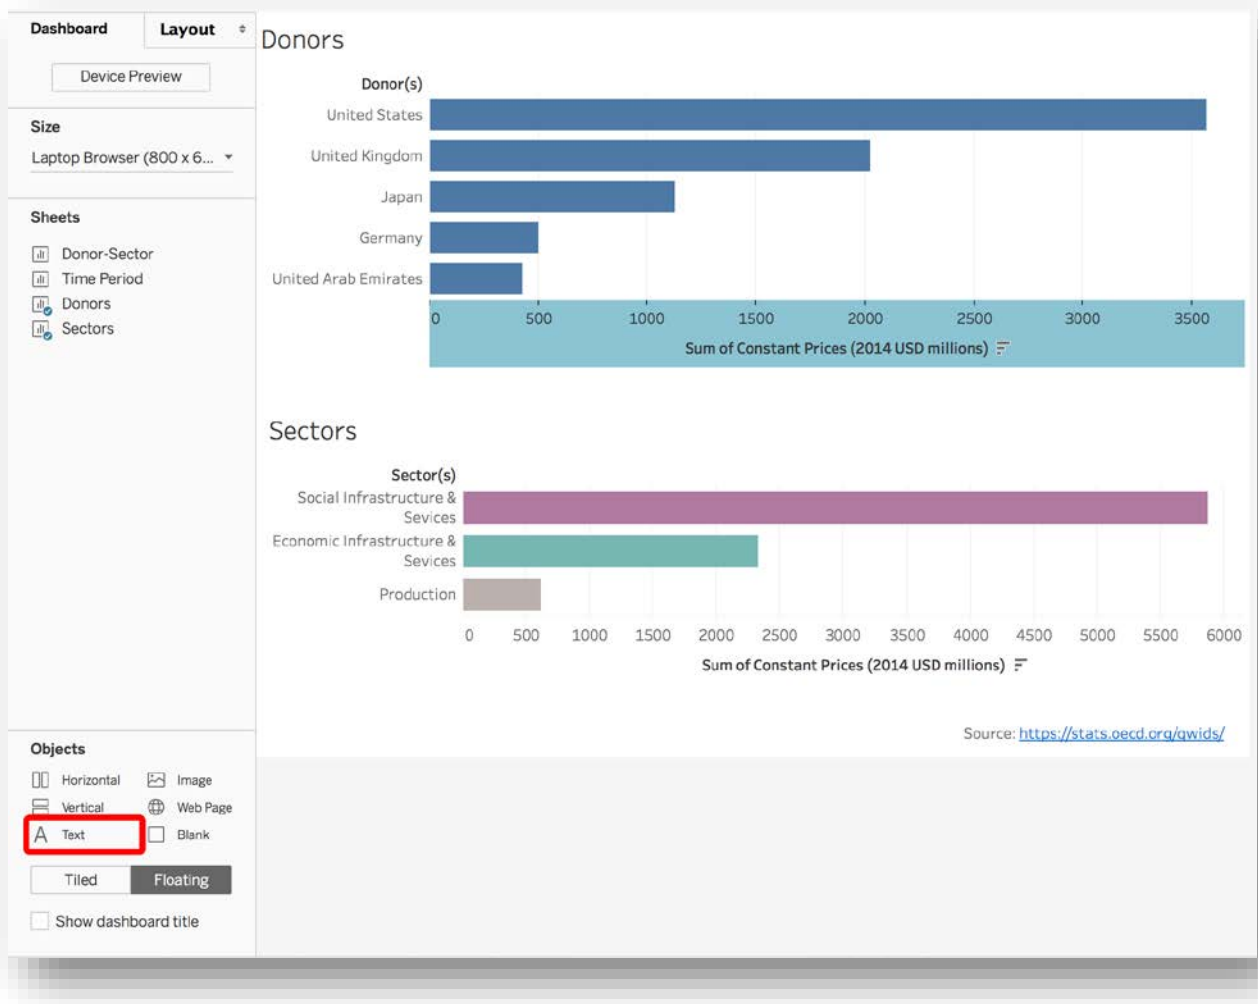 Dashboard
Layout
Device Preview
Size
Laptop Browser (800 x 6...
Sheets
Donor-Sector
Time Period
Donors
Sectors
Objects
Horizontal
Image
Vertical
Web Page
A Text
Blank
Tiled
Floating
Show dashboard title
Donors
Donor(s)
United States
United Kingdom
Japan
Germany
United Arab Emirates
0 500 1000 1500 2000 2500 3000 3500
Sum of Constant Prices (2014 USD millions)
Sectors
Sector(s)
Social Infrastructure &
Sevices
Economic Infrastructure &
Sevices
Production
0 500 1000 1500 2000 2500 3000 3500 4000 4500 5000 5500 6000
Sum of Constant Prices (2014 USD millions)
Source: https://stats.oecd.org/qwids/